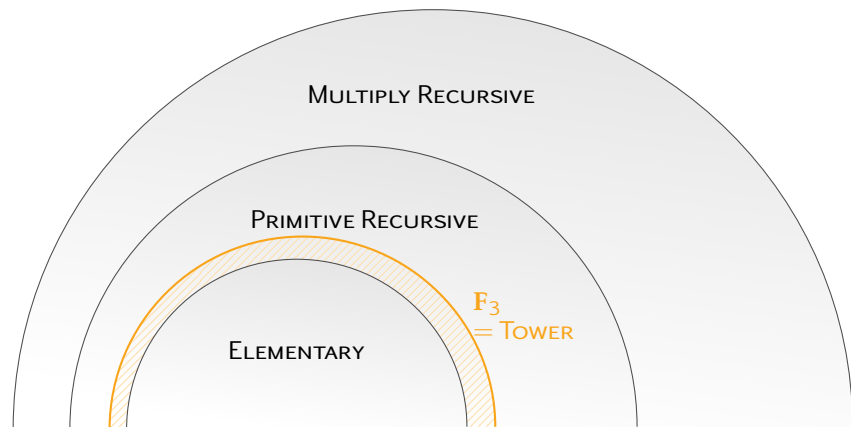 Multiply Recursive
Primitive Recursive
F₃
= Tower
Elementary